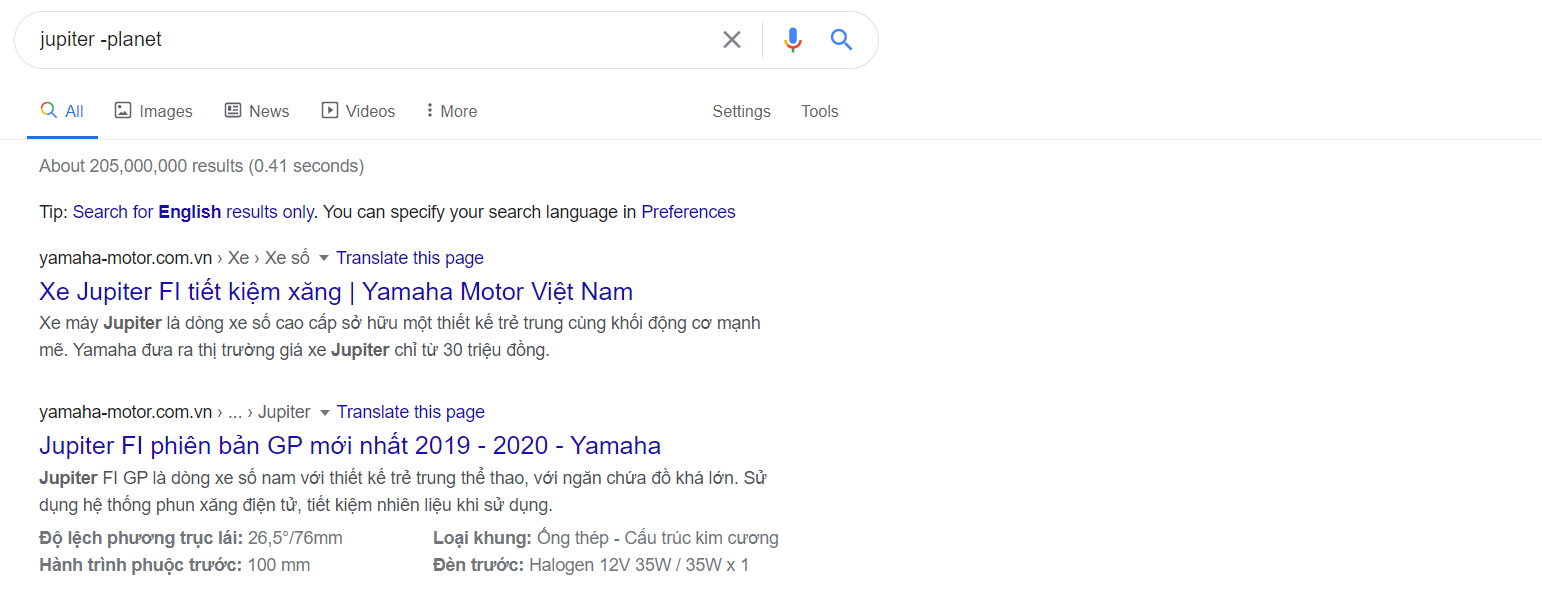 jupiter -planet
All Images News Videos More Settings Tools
About 205,000,000 results (0.41 seconds)
Tip: Search for English results only. You can specify your search language in Preferences
yamaha-motor.com.vn › Xe › Xe số Translate this page
Xe Jupiter FI tiết kiệm xăng | Yamaha Motor Việt Nam
Xe máy Jupiter là dòng xe số cao cấp sở hữu một thiết kế trẻ trung cùng khối động cơ mạnh
mẽ. Yamaha đưa ra thị trường giá xe Jupiter chỉ từ 30 triệu đồng.
yamaha-motor.com.vn › ... › Jupiter Translate this page
Jupiter FI phiên bản GP mới nhất 2019 - 2020 - Yamaha
Jupiter FI GP là dòng xe số nam với thiết kế trẻ trung thể thao, với ngăn chứa đồ khá lớn. Sử
dụng hệ thống phun xăng điện tử, tiết kiệm nhiên liệu khi sử dụng.
Độ lệch phương trục lái: 26,5°/76mm Loại khung: Ống thép - Cấu trúc kim cương
Hành trình phuộc trước: 100 mm Đèn trước: Halogen 12V 35W / 35W x 1